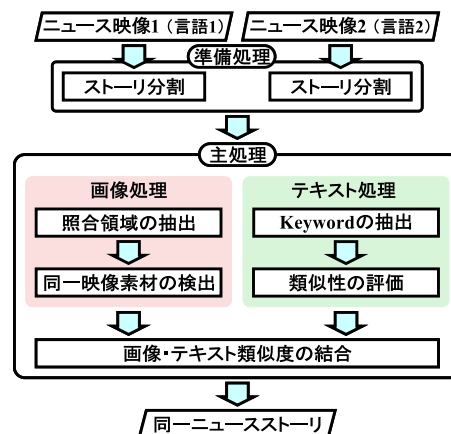 ニュース映像1（言語1）
ニュース映像2（言語2）
準備処理
ストーリ分割
ストーリ分割
主処理
画像処理
テキスト処理
照合領域の抽出
Keywordの抽出
同一映像素材の検出
類似性の評価
画像・テキスト類似度の結合
同一ニュースストーリ